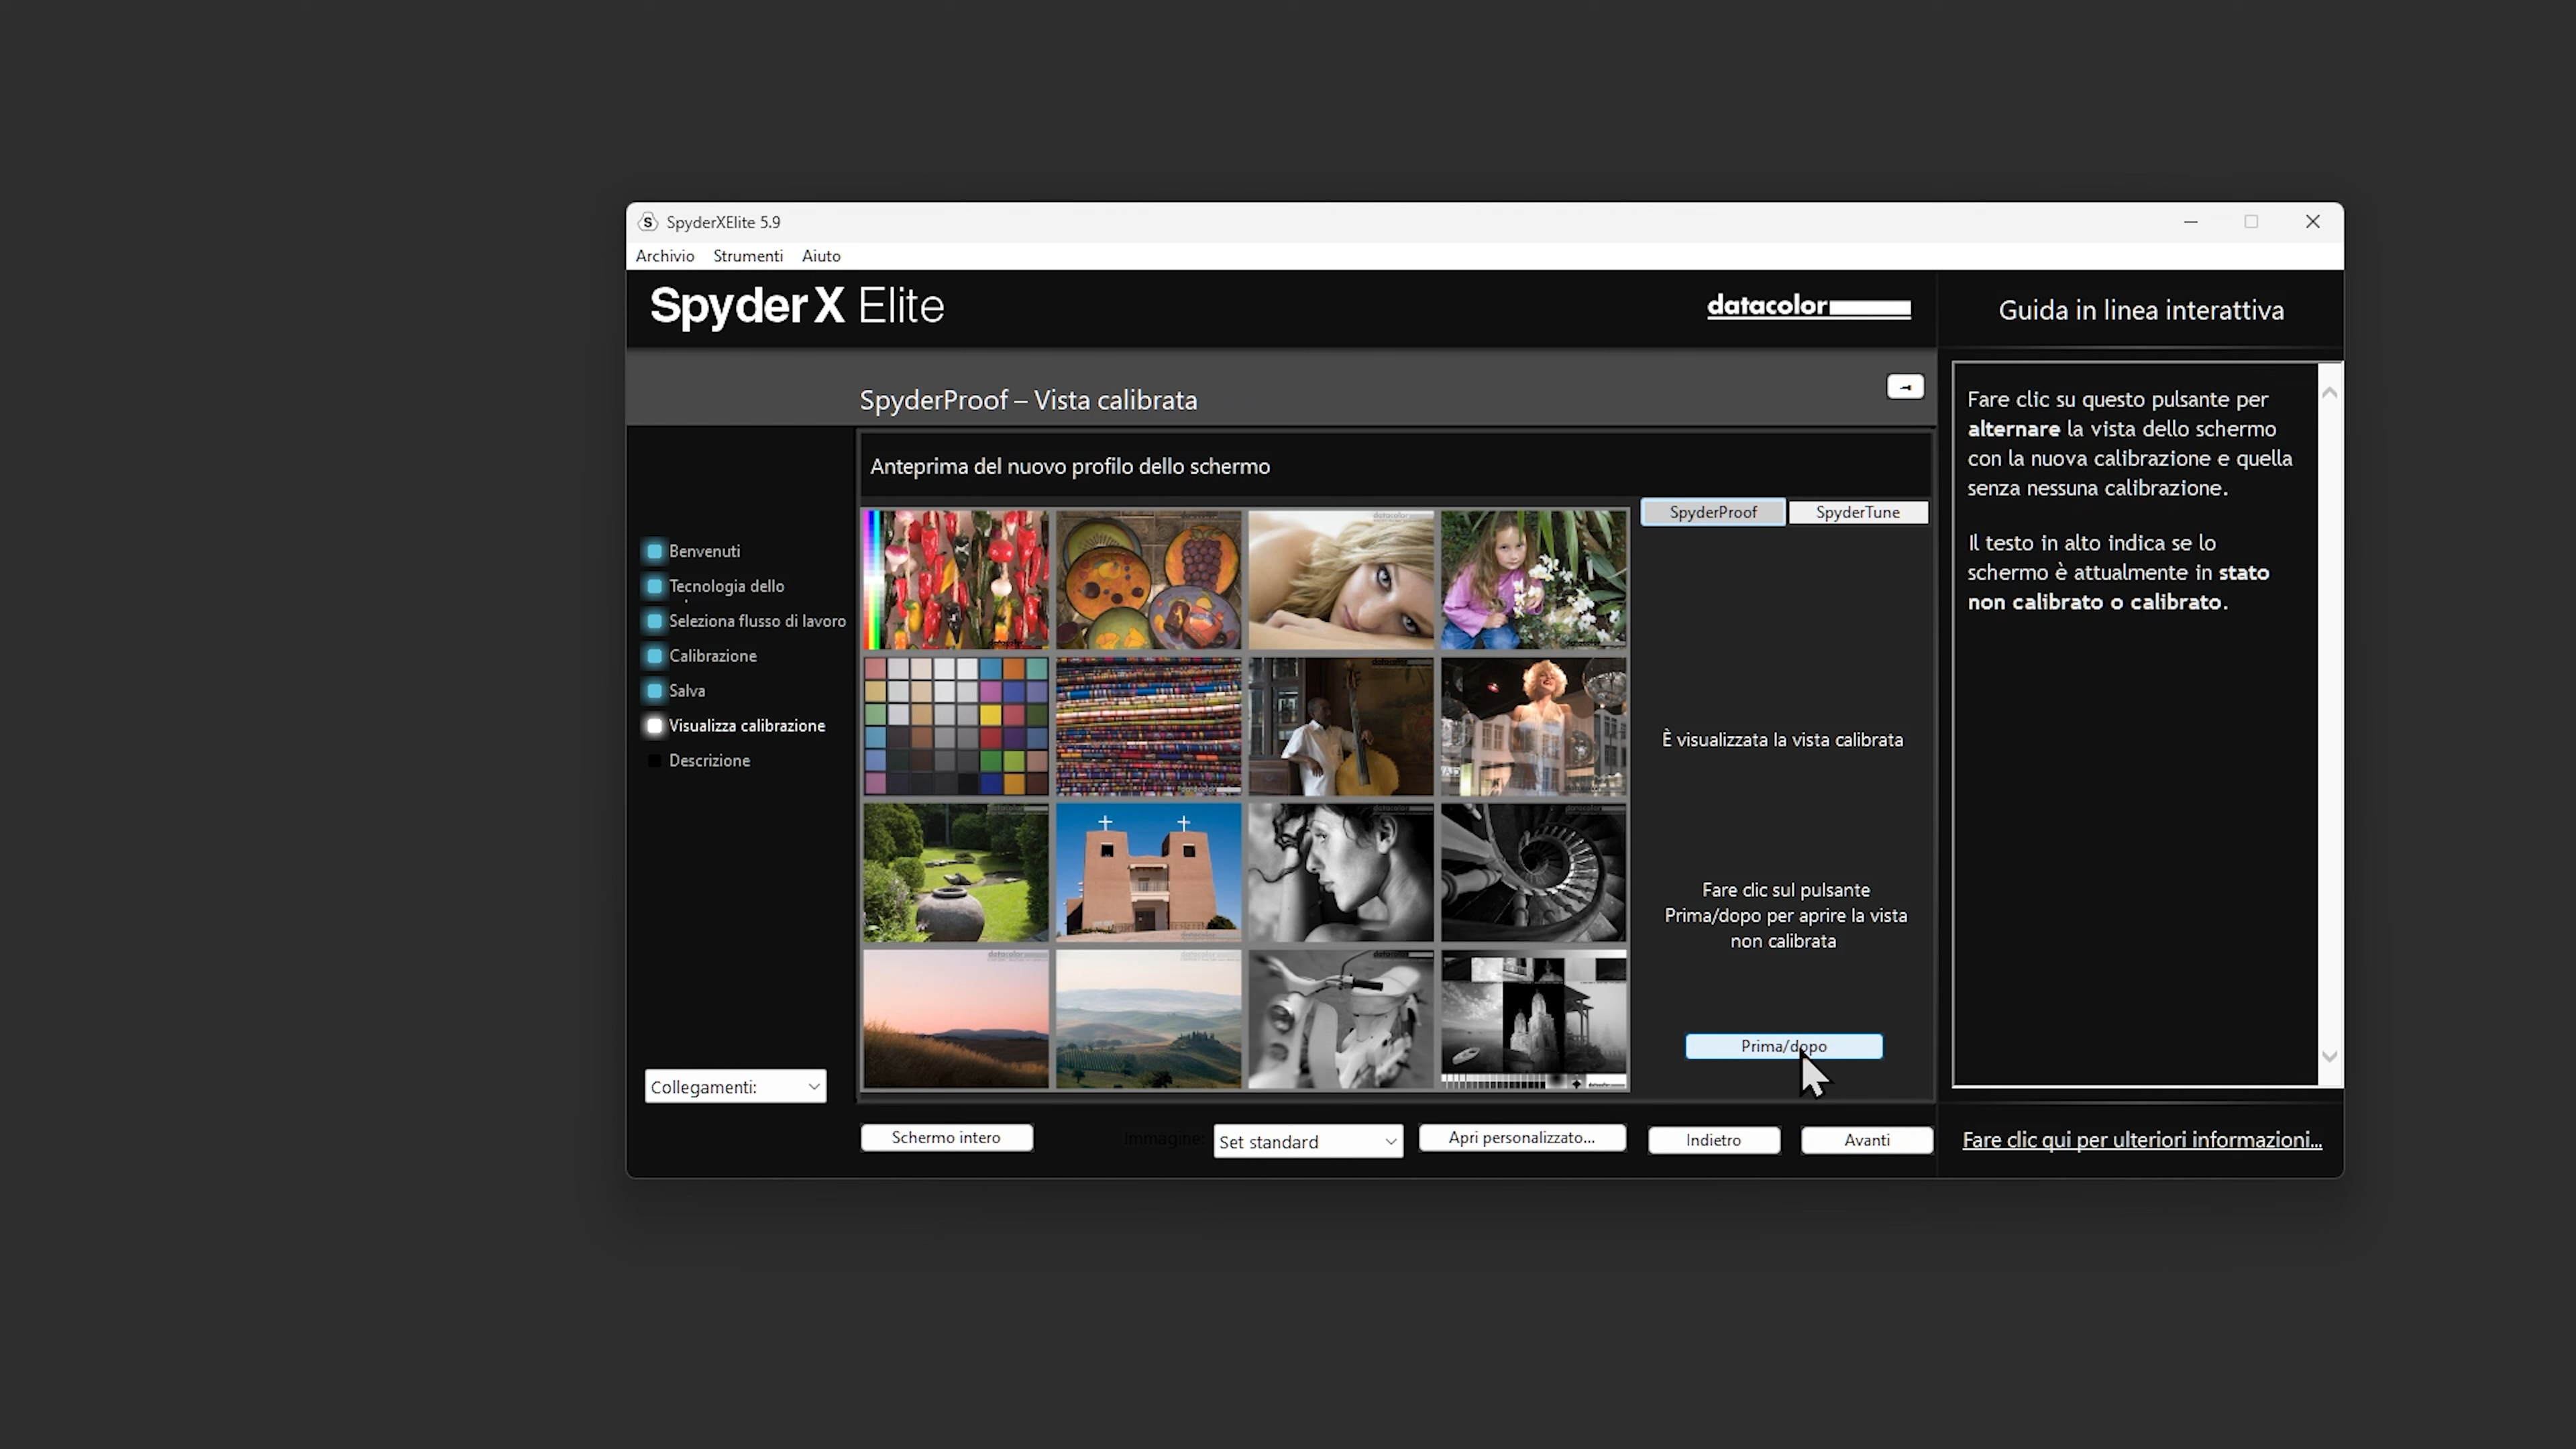 SpyderXElite 5.9
Archivio Strumenti Aiuto
SpyderX Elite
datacolor
Guida in linea interattiva
SpyderProof – Vista calibrata
Anteprima del nuovo profilo dello schermo
SpyderProof SpyderTune
Benvenuti
Tecnologia dello
Seleziona flusso di lavoro
Calibrazione
Salva
Visualizza calibrazione
Descrizione
È visualizzata la vista calibrata
Fare clic sul pulsante
Prima/dopo per aprire la vista
non calibrata
Prima/dopo
Collegamenti:
Schermo intero
Immagine:
Set standard
Apri personalizzato...
Indietro
Avanti
Fare clic su questo pulsante per
alternare la vista dello schermo
con la nuova calibrazione e quella
senza nessuna calibrazione.
Il testo in alto indica se lo
schermo è attualmente in stato
non calibrato o calibrato.
Fare clic qui per ulteriori informazioni...